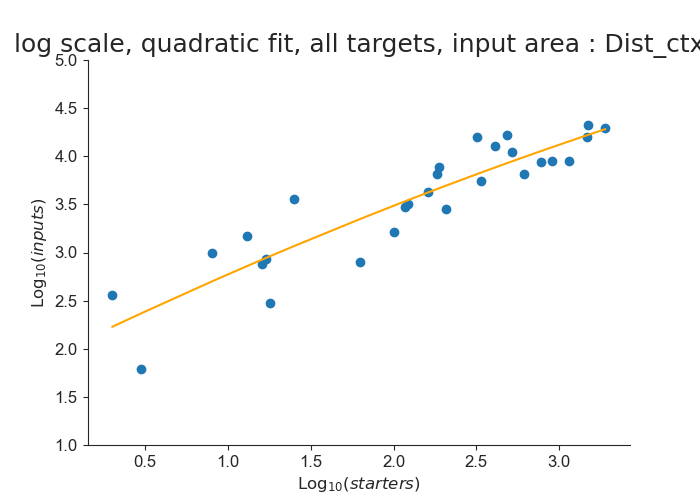 log scale, quadratic fit, all targets, input area : Dist_ctx
5.0
4.5
4.0
3.5
3.0
2.5
2.0
1.5
1.0
Log₁₀(inputs)
0.5 1.0 1.5 2.0 2.5 3.0
Log₁₀(starters)